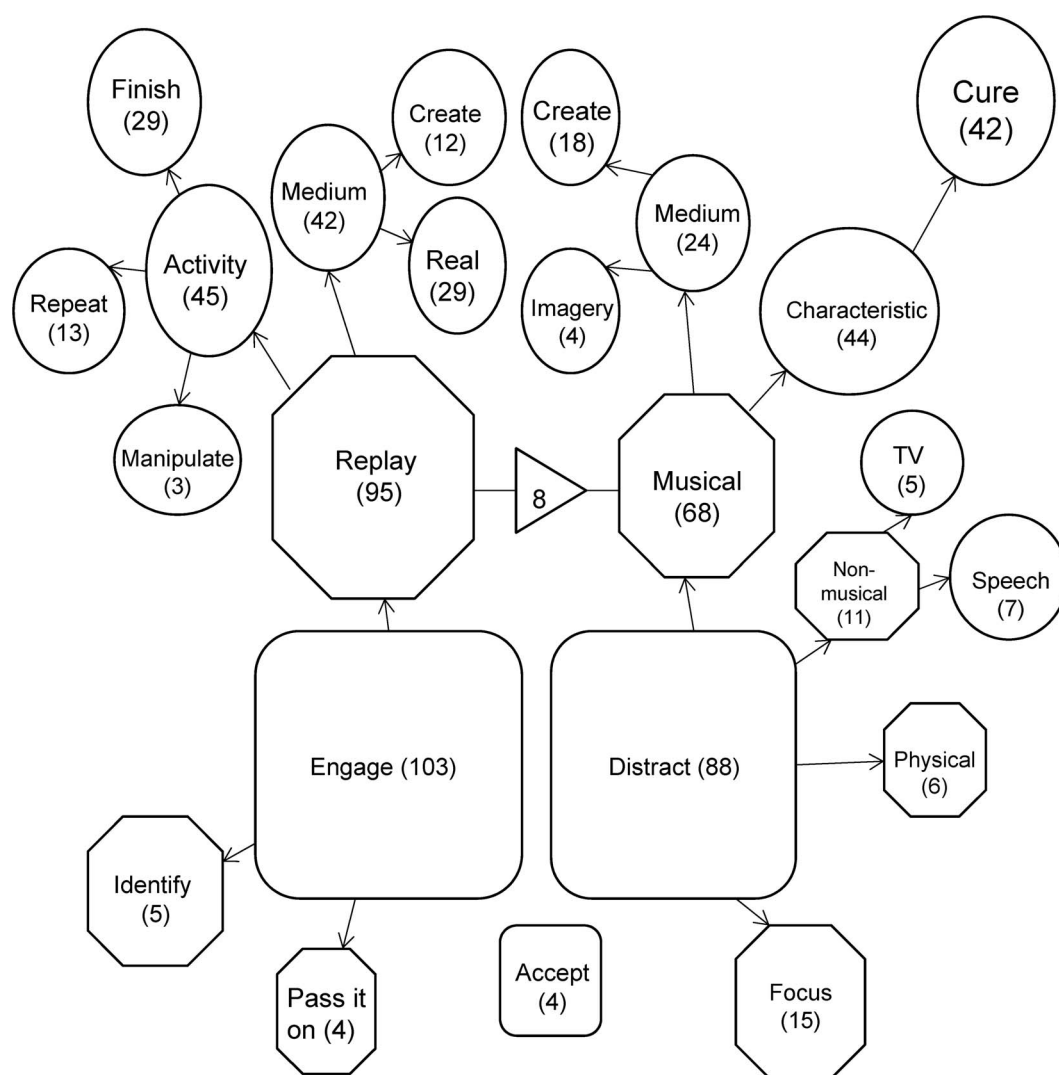 Finish
(29)
Create
(12)
Create
(18)
Cure
(42)
Medium
(42)
Medium
(24)
Activity
(45)
Real
(29)
Repeat
(13)
Imagery
(4)
Characteristic
(44)
Manipulate
(3)
Replay
(95)
8
Musical
(68)
TV
(5)
Non-
musical
(11)
Speech
(7)
Engage (103)
Distract (88)
Physical
(6)
Identify
(5)
Pass it
on (4)
Accept
(4)
Focus
(15)